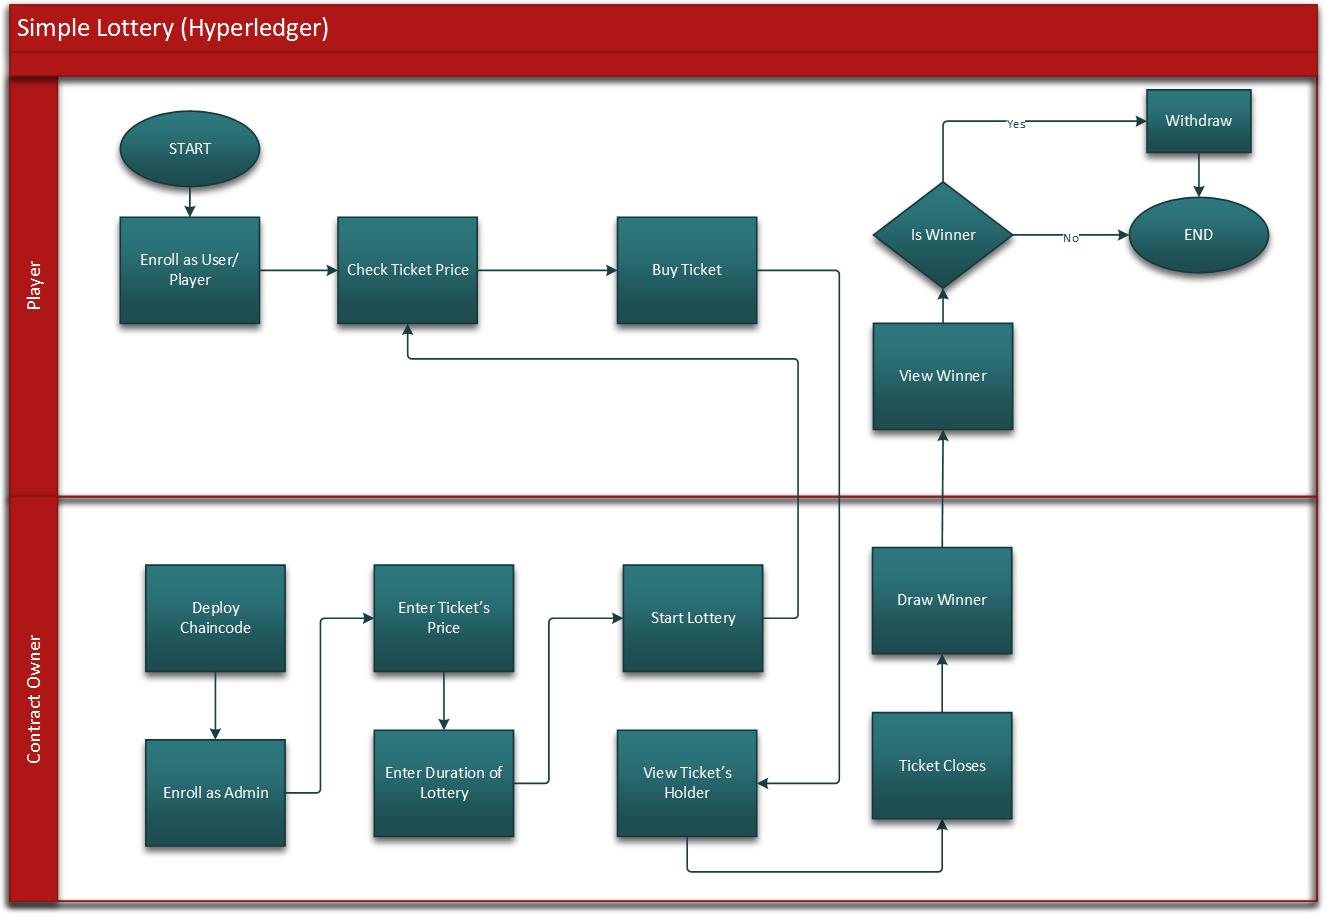 Simple Lottery (Hyperledger)
Player
START
Enroll as User/
Player
Check Ticket Price
Buy Ticket
View Winner
Is Winner
Yes
No
Withdraw
END
Contract Owner
Deploy
Chaincode
Enroll as Admin
Enter Ticket’s
Price
Enter Duration of
Lottery
Start Lottery
View Ticket’s
Holder
Ticket Closes
Draw Winner